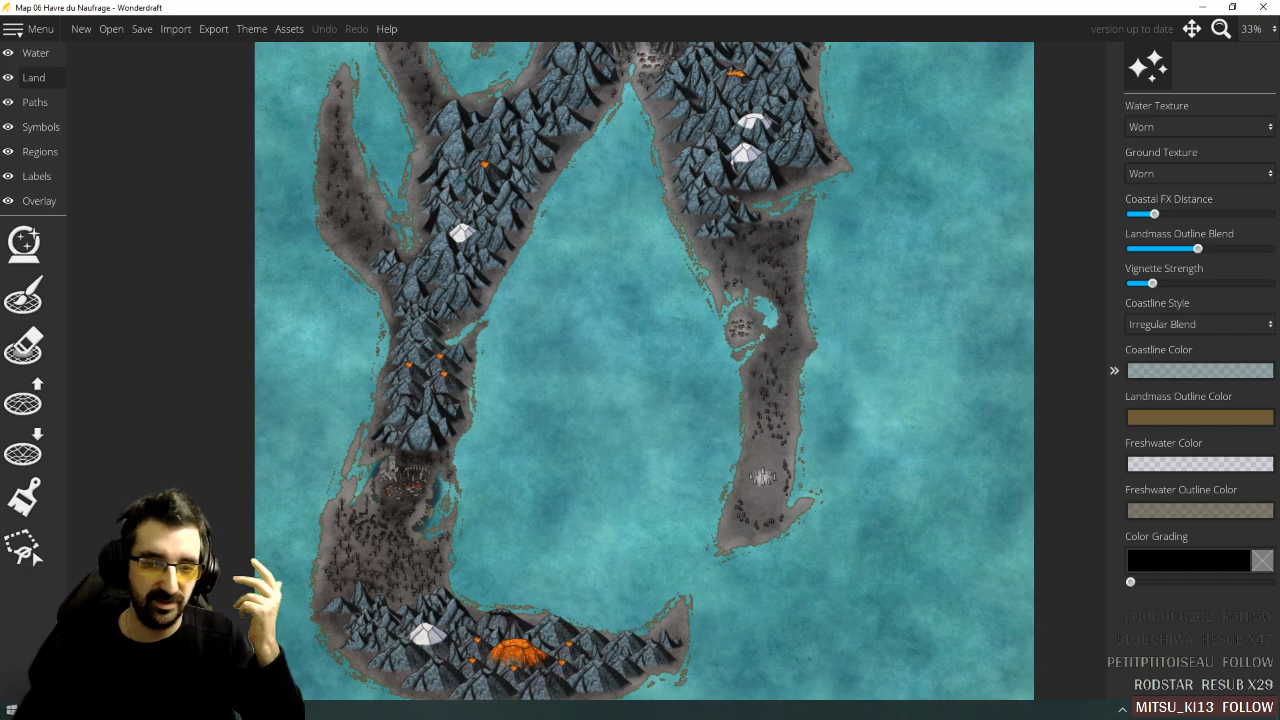 Map 06 Havre du Naufrage - Wonderdraft
Menu New Open Save Import Export Theme Assets Undo Redo Help version up to date 33%
Water
Land
Paths
Symbols
Regions
Labels
Overlay
Water Texture
Worn
Ground Texture
Worn
Coastal FX Distance
Landmass Outline Blend
Vignette Strength
Coastline Style
Irregular Blend
Coastline Color
Landmass Outline Color
Freshwater Color
Freshwater Outline Color
Color Grading
BLOUCHIWA RESUB X47
PETITPTITOISEAU FOLLOW
RODSTAR RESUB X29
MITSU_KI13 FOLLOW